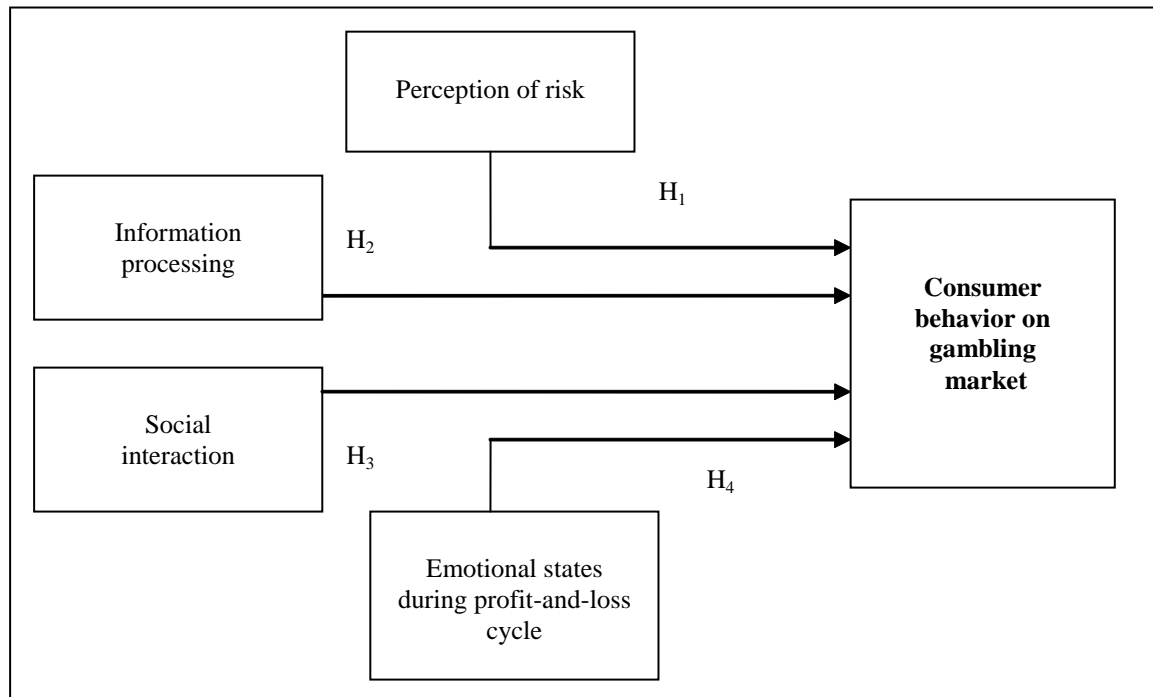 Perception of risk
H₁
Information
processing
H₂
Consumer
behavior on
gambling
market
Social
interaction
H₃
H₄
Emotional states
during profit-and-loss
cycle